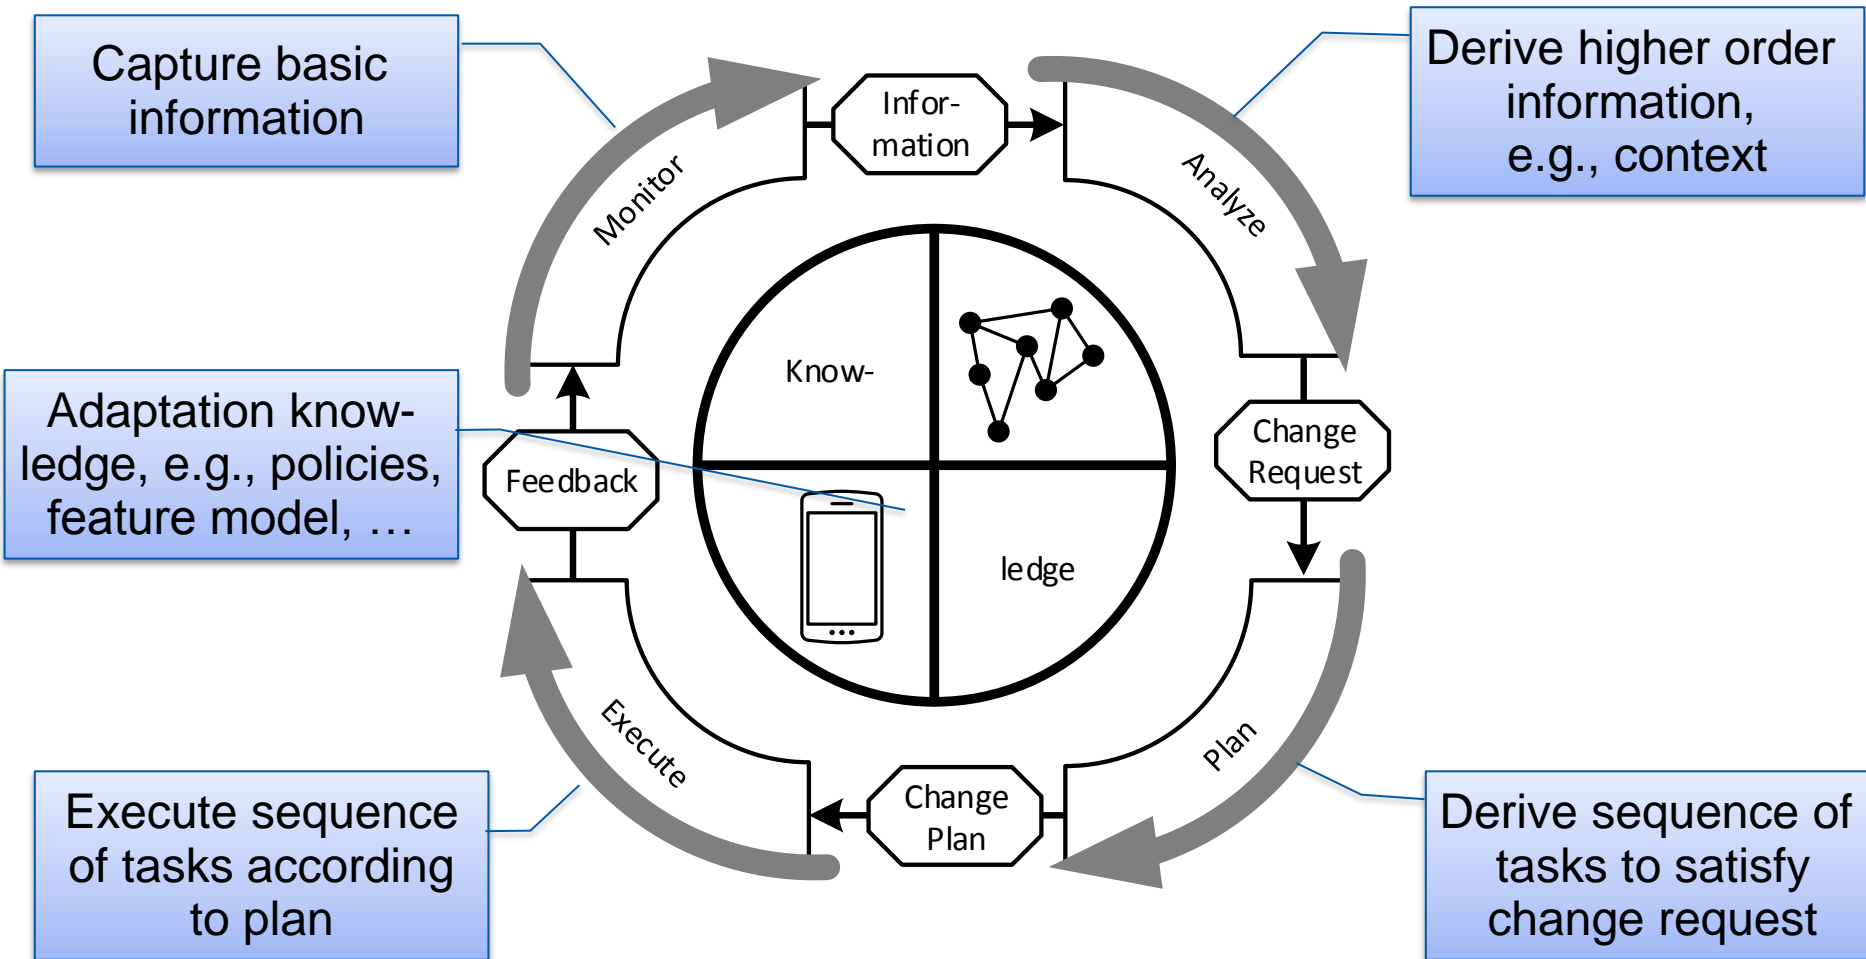 Capture basic
information
Infor-
mation
Derive higher order
information,
e.g., context
Monitor
Analyze
Know-
Adaptation know-
ledge, e.g., policies,
feature model, …
Feedback
Change
Request
ledge
Execute
Plan
Change
Plan
Execute sequence
of tasks according
to plan
Derive sequence of
tasks to satisfy
change request